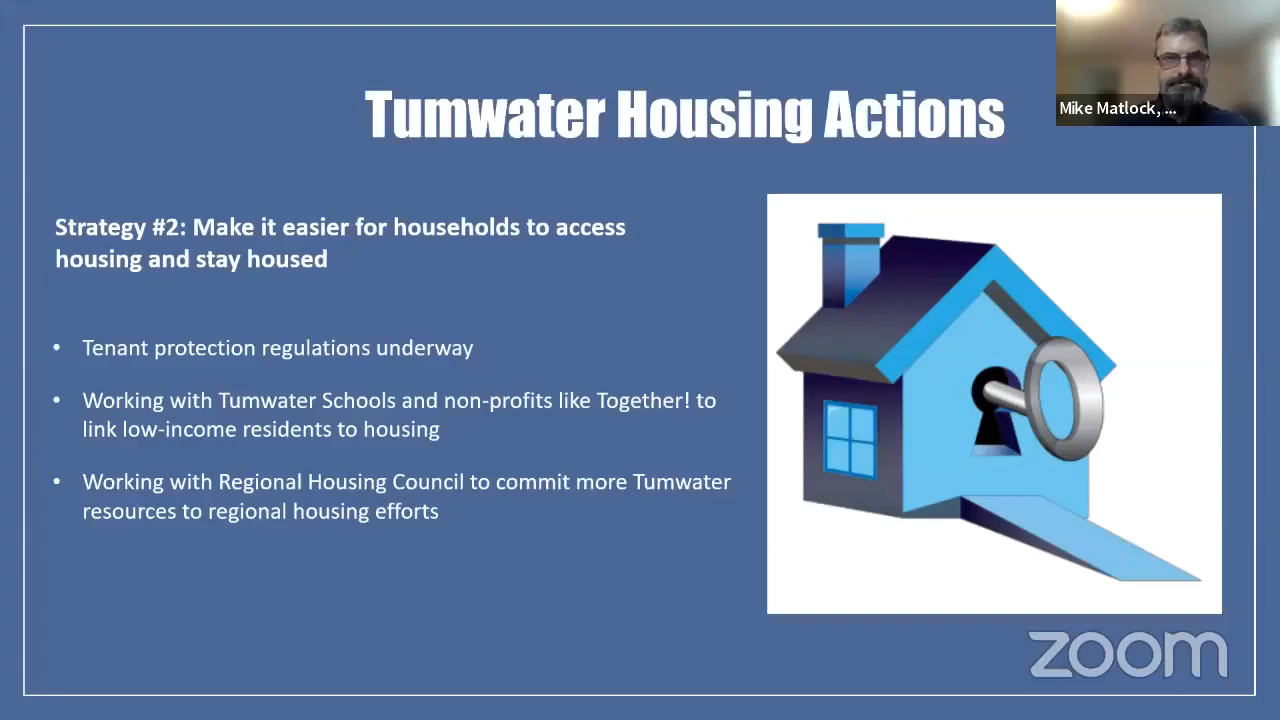 Tumwater Housing Actions
Mike Matlock, ...
Strategy #2: Make it easier for households to access
housing and stay housed
• Tenant protection regulations underway
• Working with Tumwater Schools and non-profits like Together! to
link low-income residents to housing
• Working with Regional Housing Council to commit more Tumwater
resources to regional housing efforts
zoom